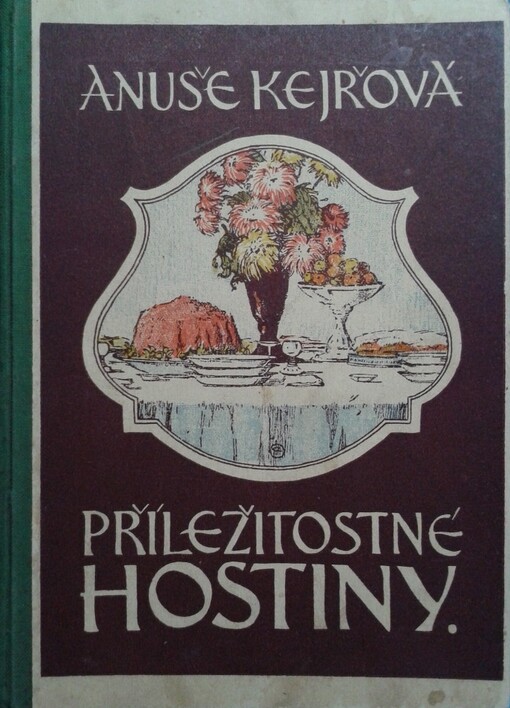 ANUŠE KEJŘOVÁ
PŘÍLEŽITOSTNÉ
HOSTINY.